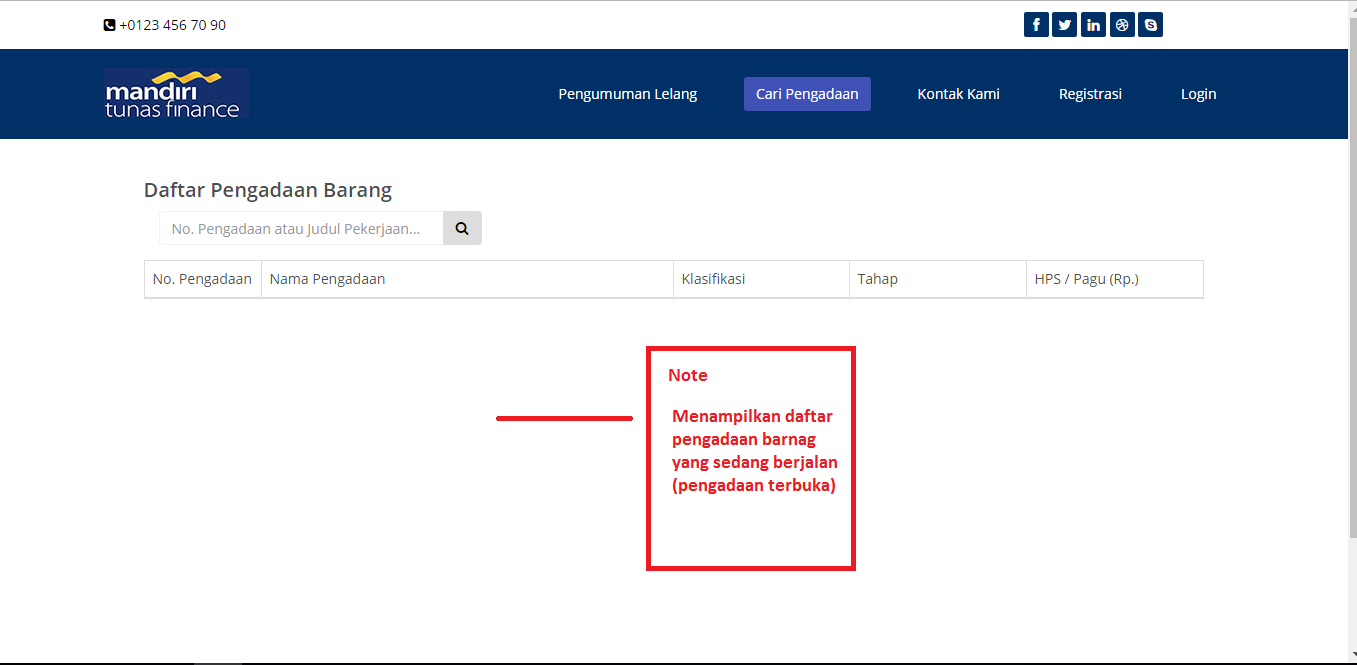 +0123 456 70 90
mandiri
tunas finance
Pengumuman Lelang
Cari Pengadaan
Kontak Kami
Registrasi
Login
Daftar Pengadaan Barang
No. Pengadaan atau Judul Pekerjaan...
No. Pengadaan
Nama Pengadaan
Klasifikasi
Tahap
HPS / Pagu (Rp.)
Note
Menampilkan daftar
pengadaan barnag
yang sedang berjalan
(pengadaan terbuka)